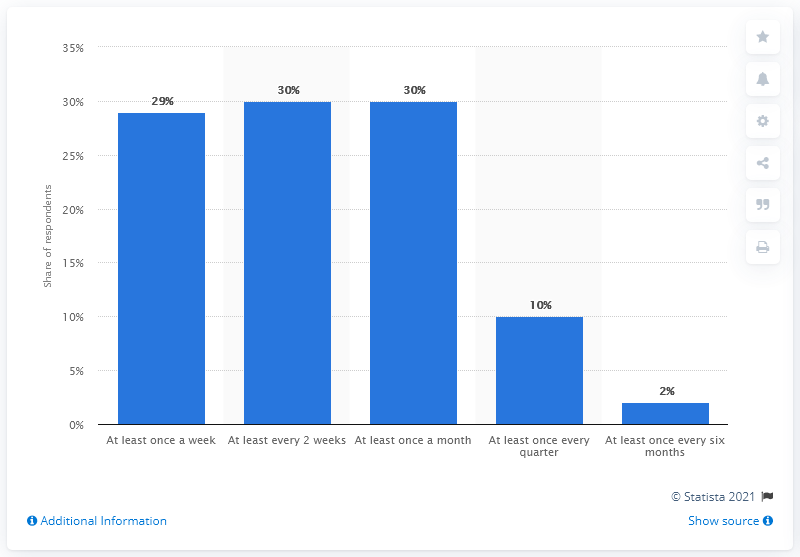 35%
30%
25%
20%
15%
10%
5%
0%
Share of respondents
29%
30%
30%
10%
2%
At least once a week
At least every 2 weeks
At least once a month
At least once every
quarter
At least once every six
months
© Statista 2021
Additional Information
Show source